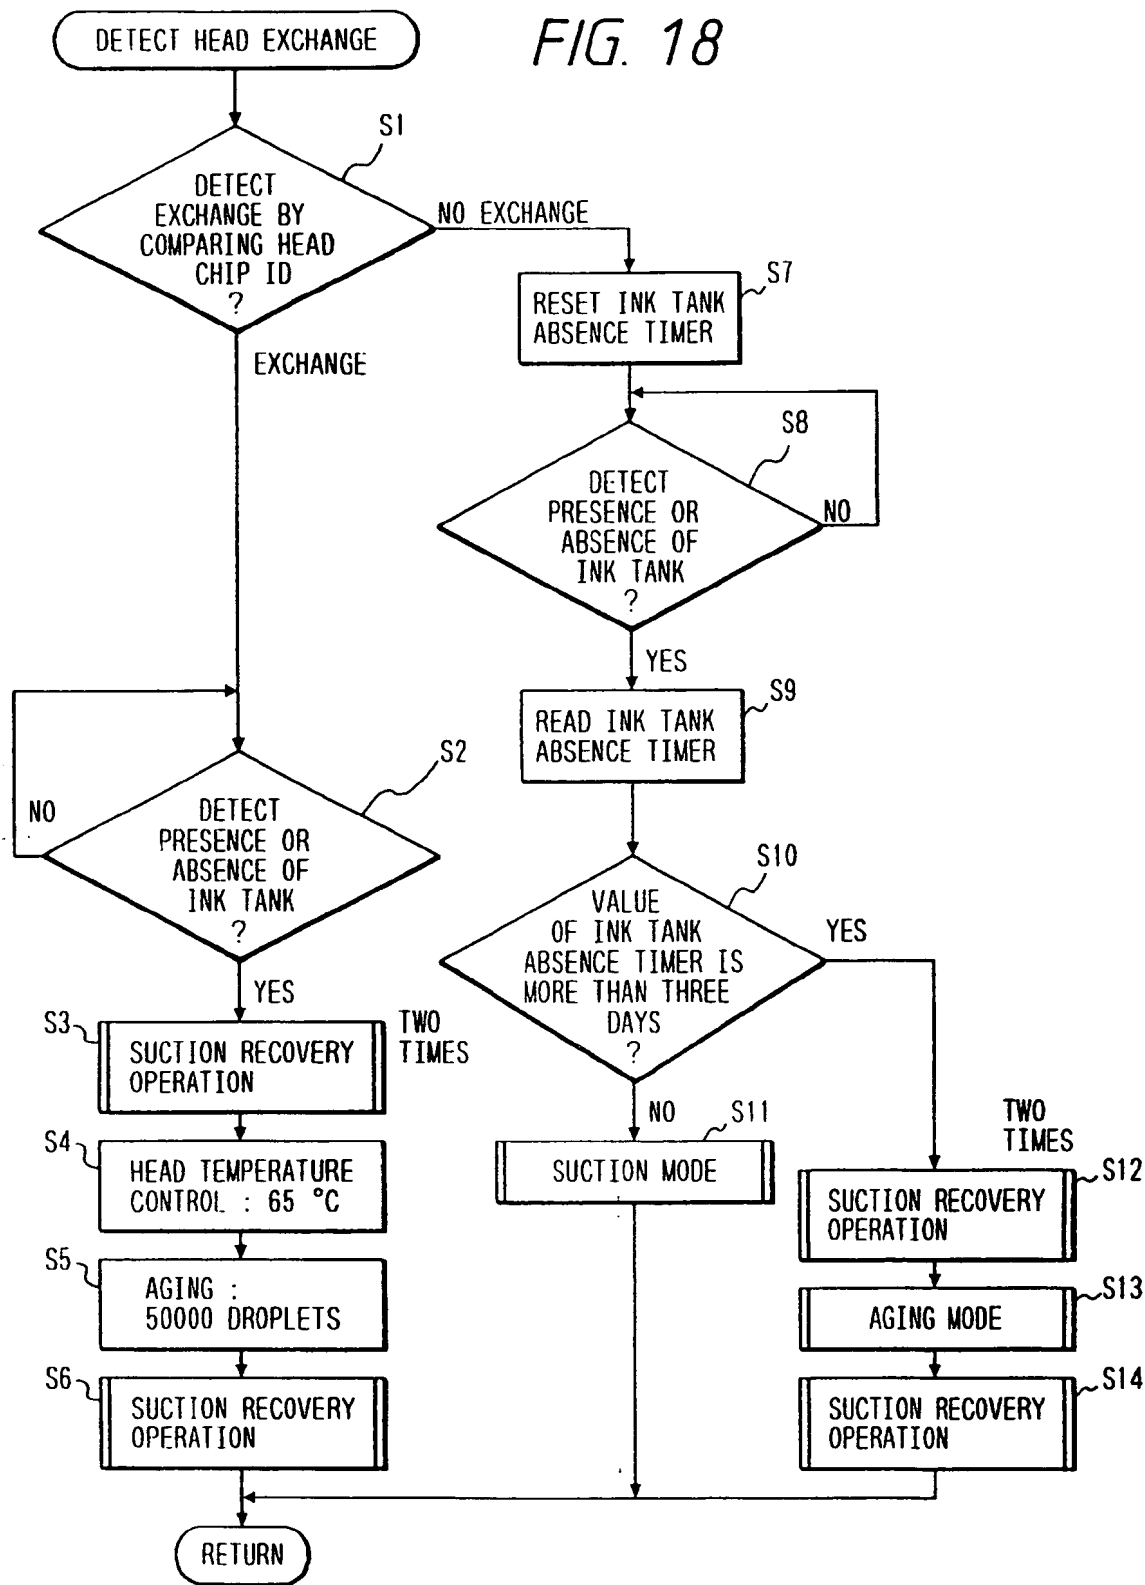 FIG. 18
DETECT HEAD EXCHANGE
S1
DETECT
EXCHANGE BY
COMPARING HEAD
CHIP ID
?
NO EXCHANGE
EXCHANGE
S7
RESET INK TANK
ABSENCE TIMER
S8
DETECT
PRESENCE OR
ABSENCE OF
INK TANK
?
NO
YES
S9
READ INK TANK
ABSENCE TIMER
S2
DETECT
PRESENCE OR
ABSENCE OF
INK TANK
?
NO
YES
S10
VALUE
OF INK TANK
ABSENCE TIMER IS
MORE THAN THREE
DAYS
?
YES
NO
S3
SUCTION RECOVERY
OPERATION
TWO
TIMES
S4
HEAD TEMPERATURE
CONTROL : 65 °C
S5
AGING :
50000 DROPLETS
S6
SUCTION RECOVERY
OPERATION
S11
SUCTION MODE
TWO
TIMES
S12
SUCTION RECOVERY
OPERATION
S13
AGING MODE
S14
SUCTION RECOVERY
OPERATION
RETURN